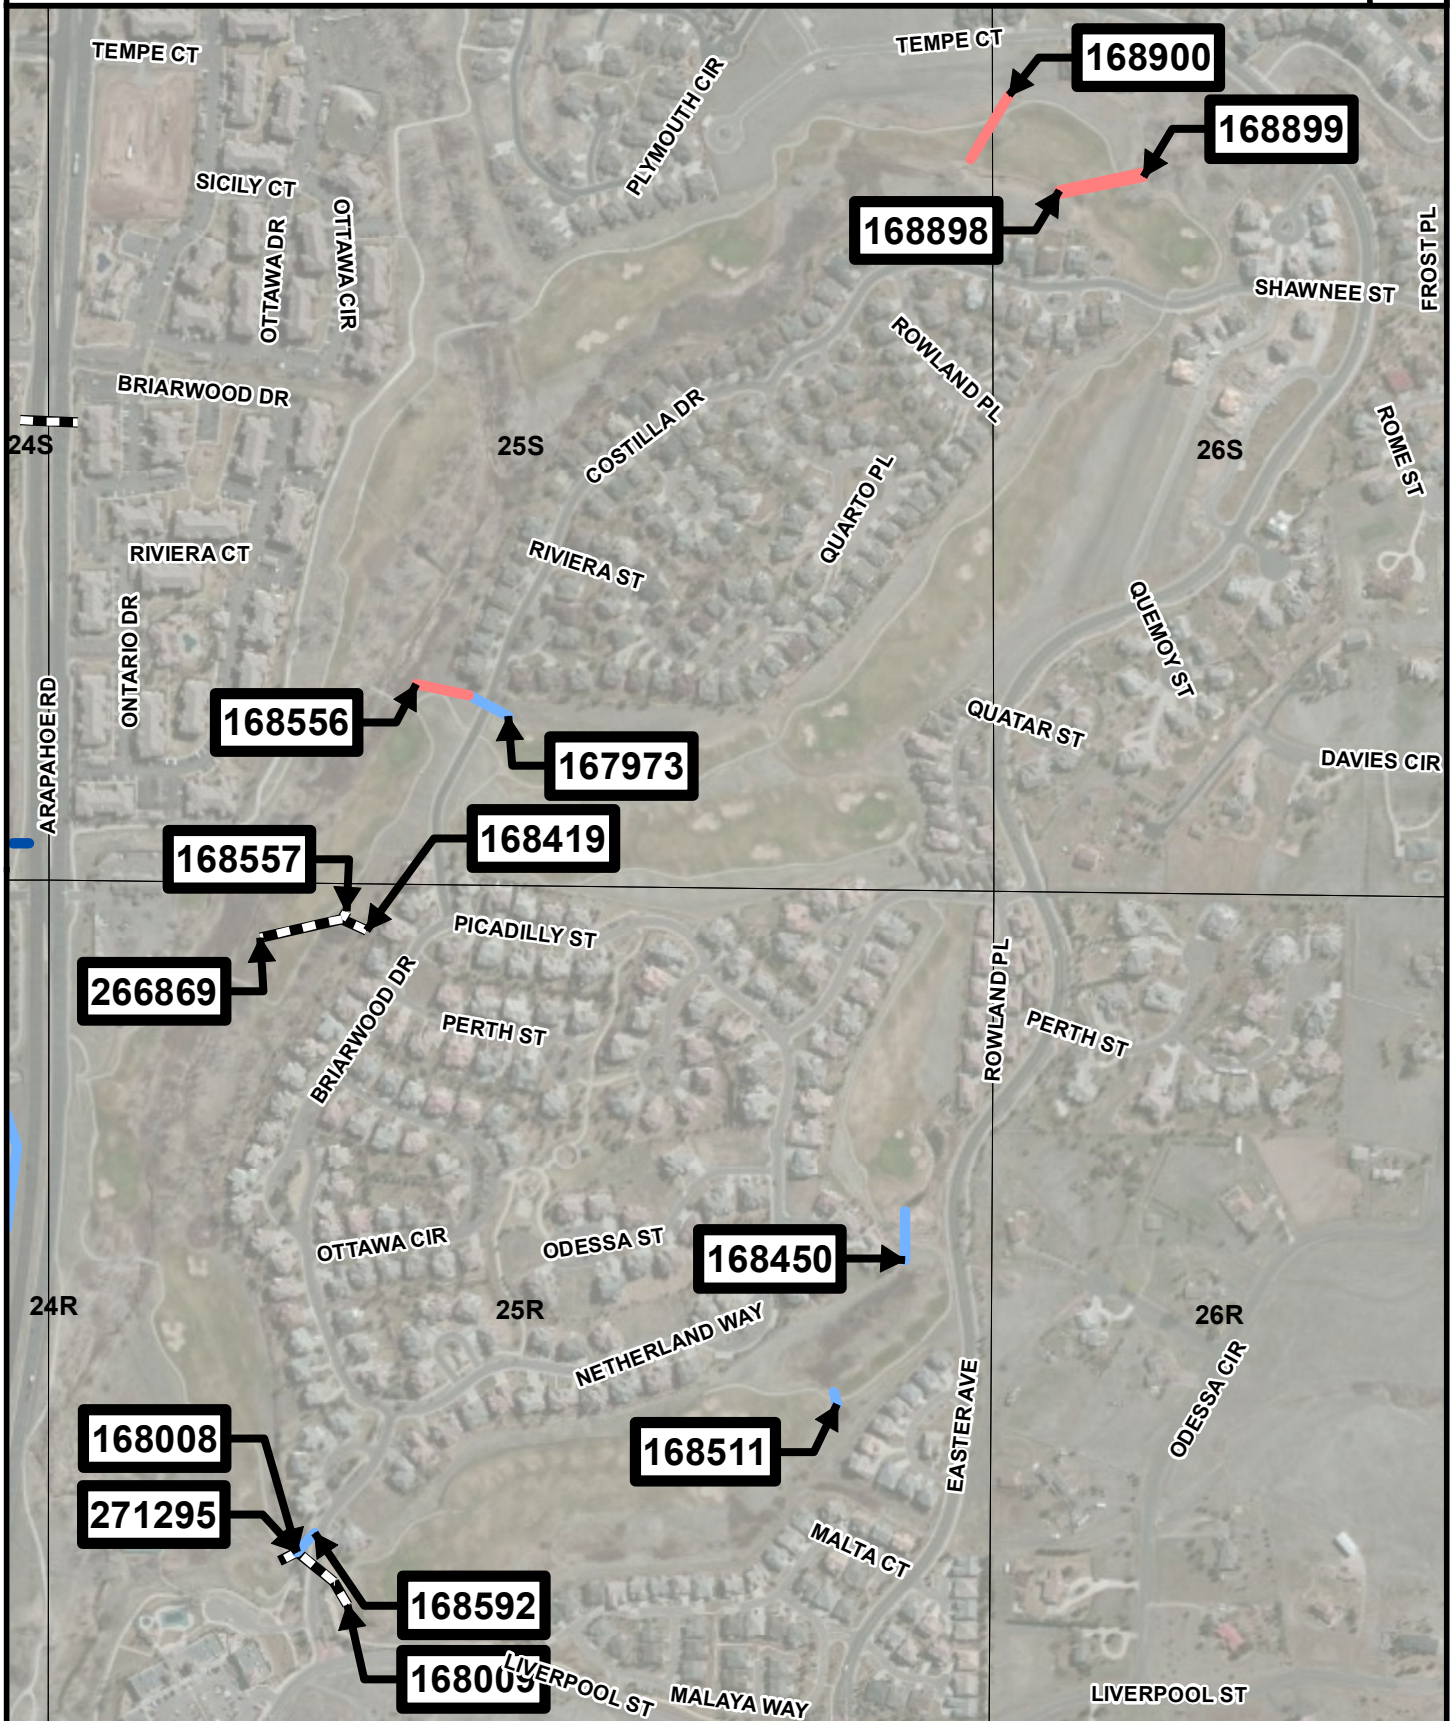 TEMPE CT
TEMPE CT
168900
PLYMOUTH CIR
168899
SICILY CT
OTTAWA DR
OTTAWA CIR
168898
FROST PL
SHAWNEE ST
ROWLAND PL
BRIARWOOD DR
COSTILLA DR
24S
25S
26S
ROME ST
QUARTO PL
RIVIERA CT
RIVIERA ST
ONTARIO DR
QUEMOY ST
ARAPAHOE RD
168556
QUATAR ST
167973
DAVIES CIR
168419
168557
PICADILLY ST
266869
BRIARWOOD DR
PERTH ST
ROWLAND PL
PERTH ST
OTTAWA CIR
ODESSA ST
168450
24R
25R
26R
NETHERLAND WAY
ODESSA CIR
EASTER AVE
168008
168511
271295
MALTA CT
168592
168009
LIVERPOOL ST
MALAYA WAY
LIVERPOOL ST